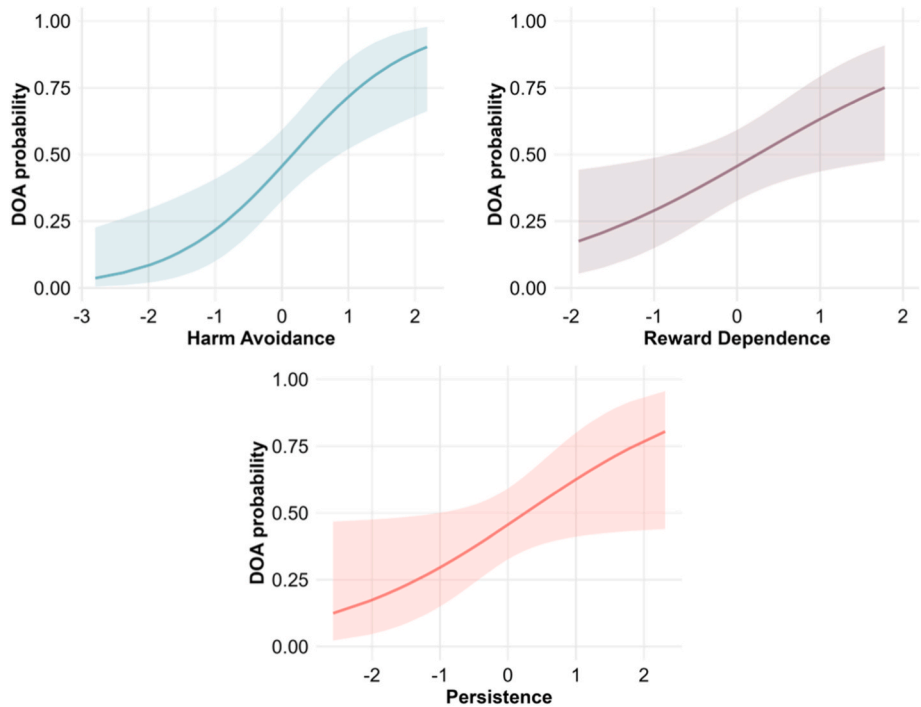 1.00
0.75
0.50
0.25
0.00
DOA probability
-3 -2 -1 0 1 2
Harm Avoidance
1.00
0.75
0.50
0.25
0.00
DOA probability
-2 -1 0 1 2
Reward Dependence
1.00
0.75
0.50
0.25
0.00
DOA probability
-2 -1 0 1 2
Persistence